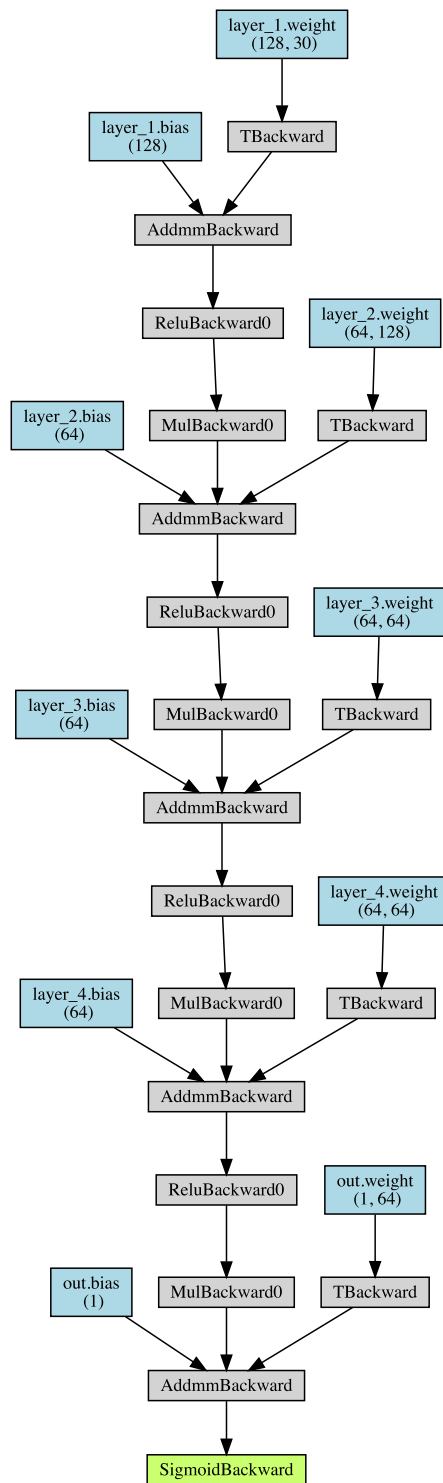 layer_1.weight
(128, 30)
layer_1.bias
(128)
TBackward
AddmmBackward
ReluBackward0
layer_2.weight
(64, 128)
layer_2.bias
(64)
MulBackward0
TBackward
AddmmBackward
ReluBackward0
layer_3.weight
(64, 64)
layer_3.bias
(64)
MulBackward0
TBackward
AddmmBackward
ReluBackward0
layer_4.weight
(64, 64)
layer_4.bias
(64)
MulBackward0
TBackward
AddmmBackward
ReluBackward0
out.weight
(1, 64)
out.bias
(1)
MulBackward0
TBackward
AddmmBackward
SigmoidBackward